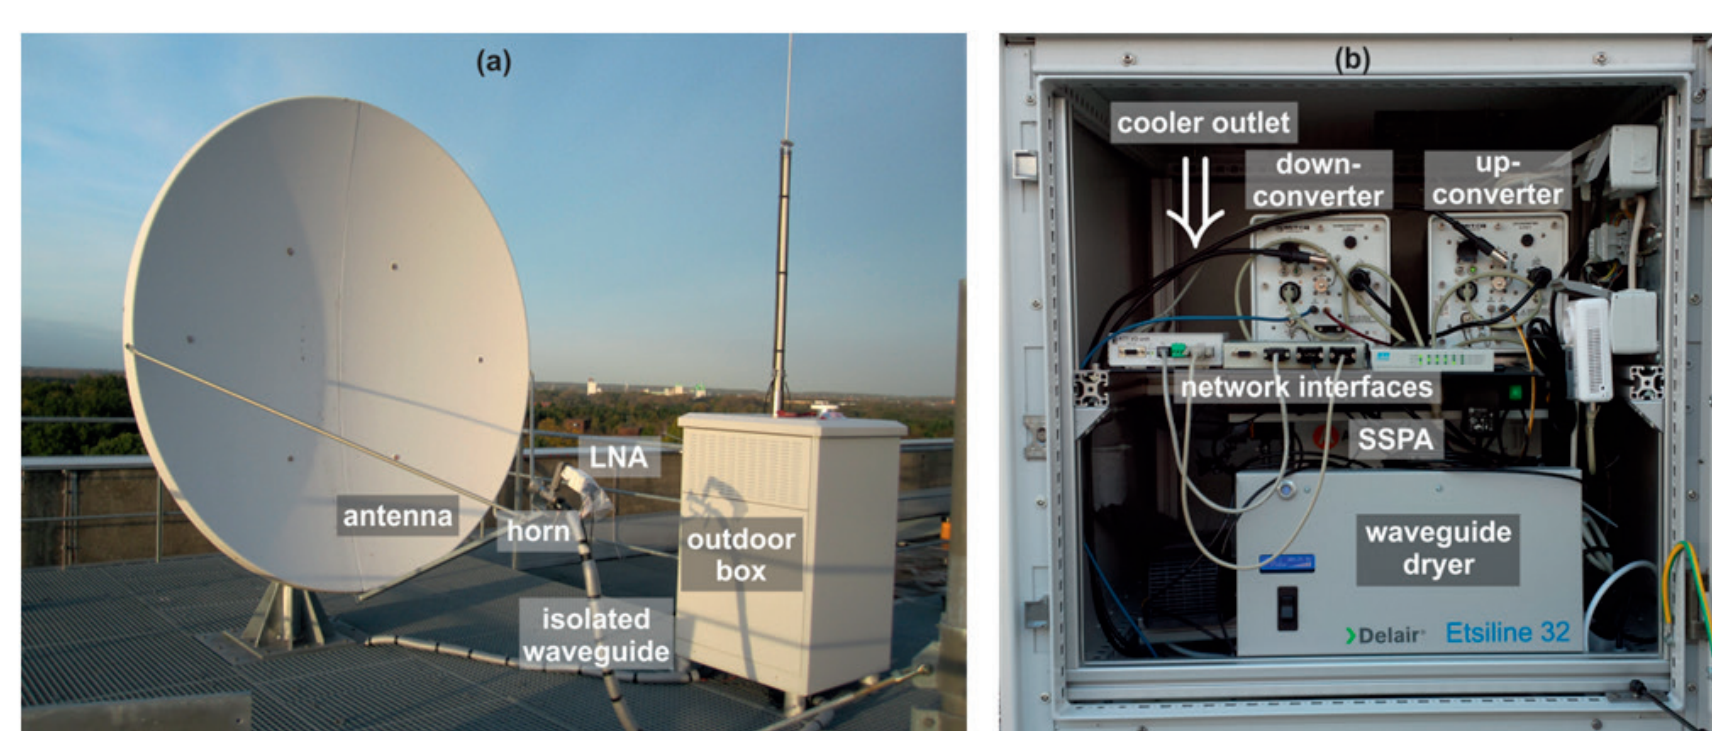 (a)
LNA
antenna
horn
outdoor
box
isolated
waveguide
(b)
cooler outlet
down-
converter
up-
converter
network interfaces
SSPA
waveguide
dryer
Delair
Etsiline 32